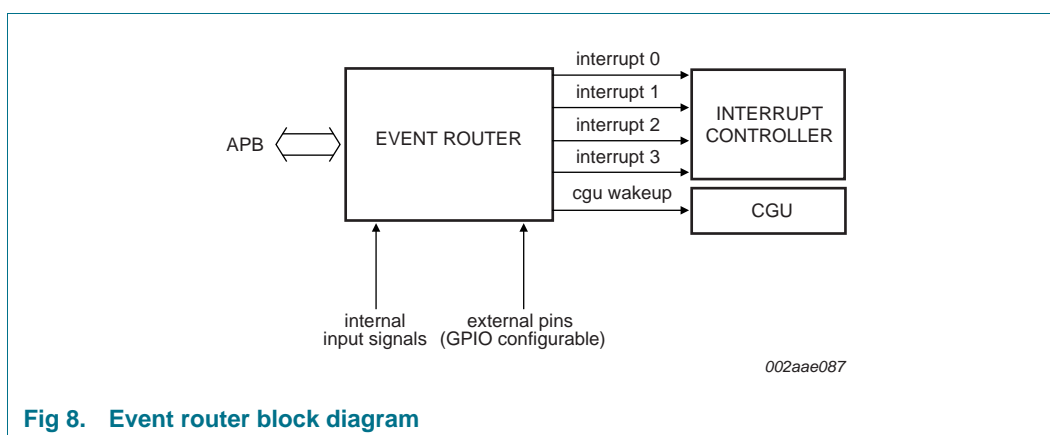 interrupt 0
interrupt 1
interrupt 2
interrupt 3
cgu wakeup
APB
EVENT ROUTER
INTERRUPT
CONTROLLER
CGU
internal
input signals
external pins
(GPIO configurable)
002aae087
Fig 8. Event router block diagram